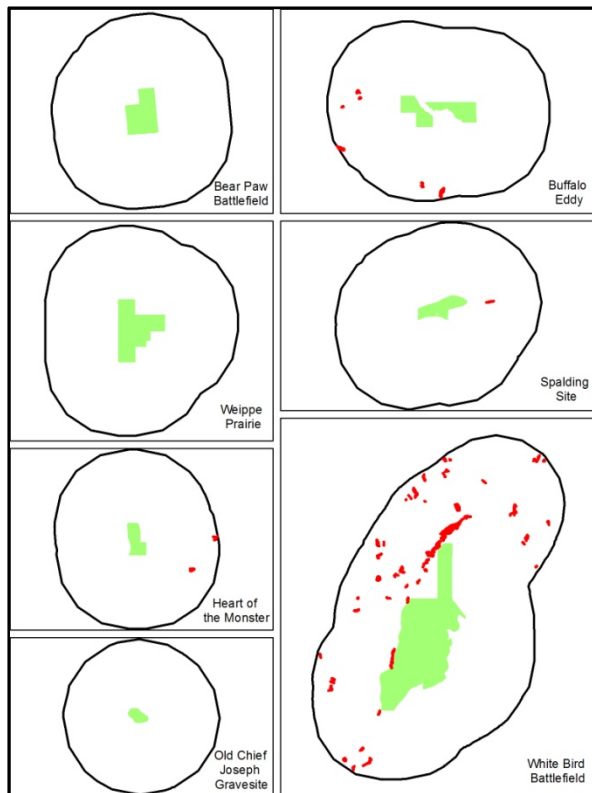 Bear Paw
Battlefield
Buffalo
Eddy
Weippe
Prairie
Spalding
Site
Heart of
the Monster
Old Chief
Joseph
Gravesite
White Bird
Battlefield